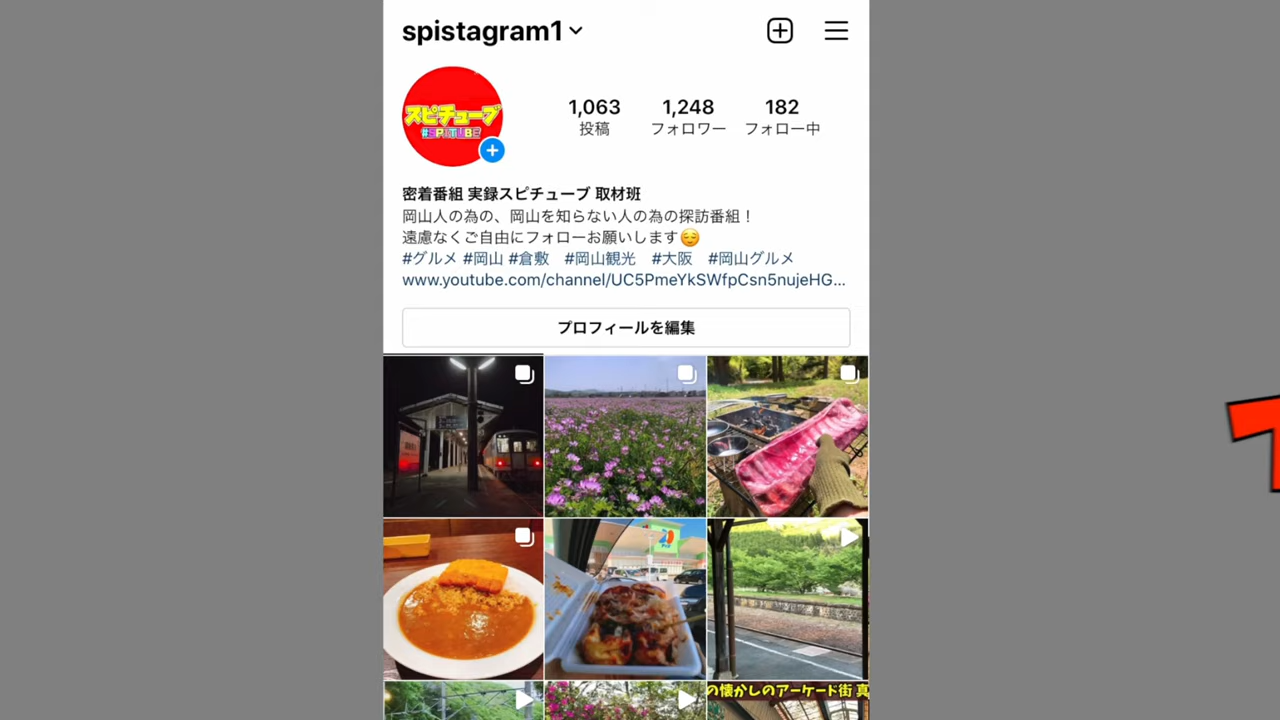 spistagram1
スピチューブ
#SPITUBE
1,063
投稿
1,248
フォロワー
182
フォロー中
密着番組 実録スピチューブ 取材班
岡山人の為の、岡山を知らない人の為の探訪番組！
遠慮なくご自由にフォローお願いします😌
#グルメ #岡山 #倉敷　#岡山観光　#大阪　#岡山グルメ
www.youtube.com/channel/UC5PmeYkSWfpCsn5nujeHG...
プロフィールを編集
の懐かしのアーケード街 真